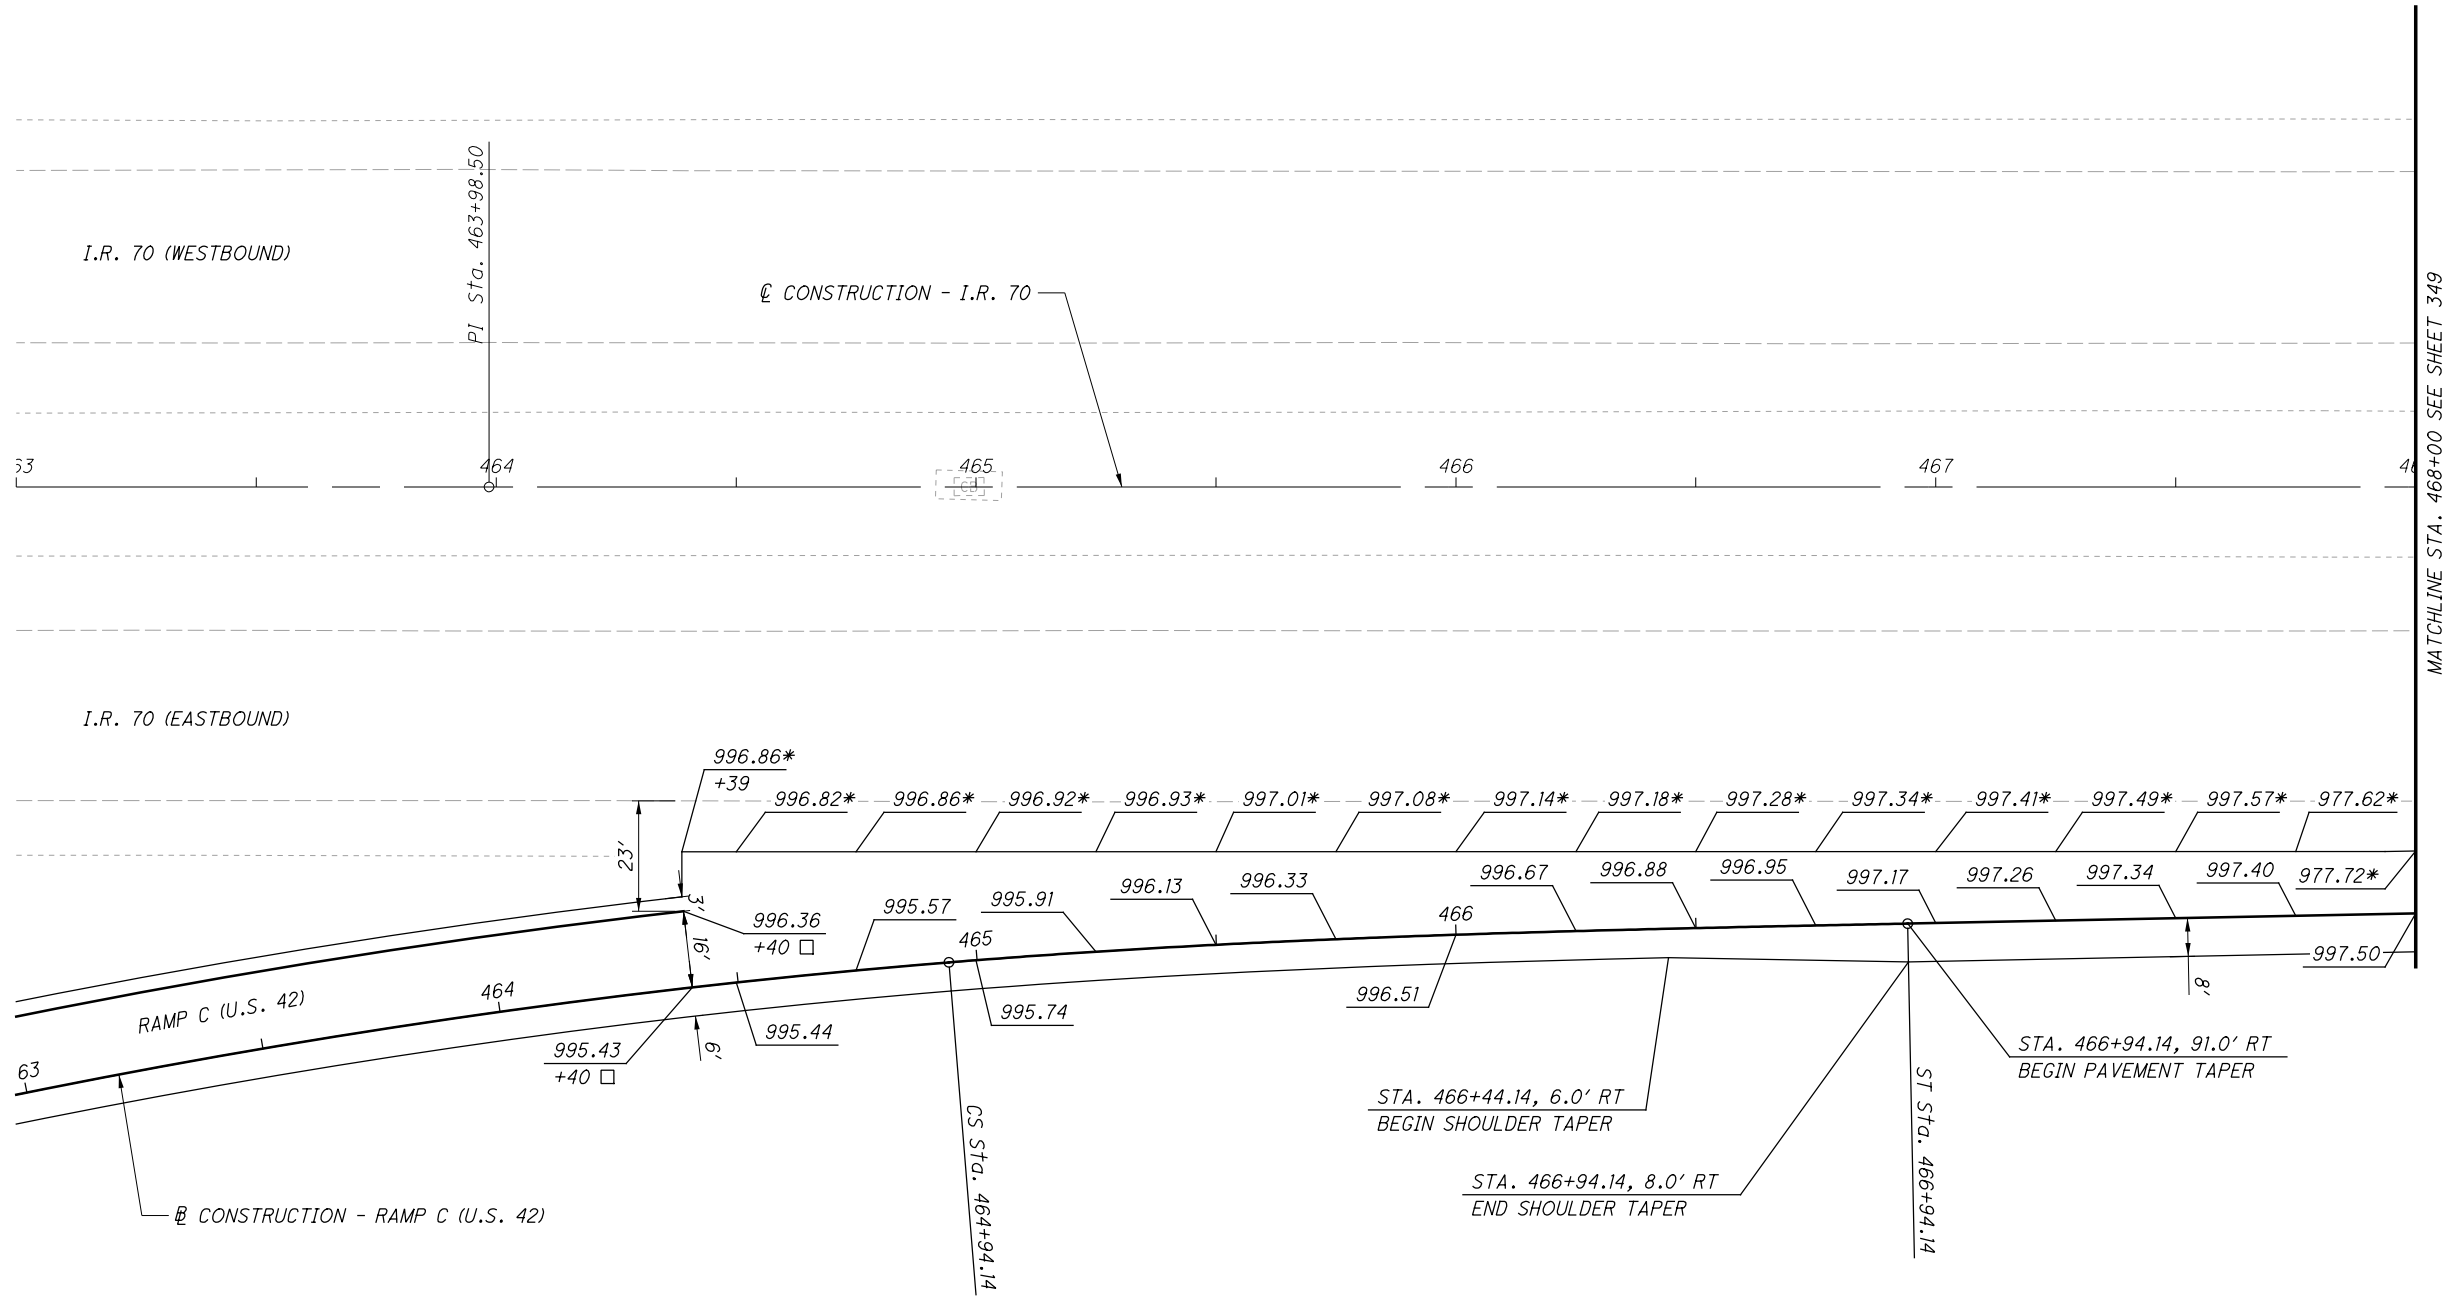 PI Sta. 463+98.50
I.R. 70 (WESTBOUND)
℄ CONSTRUCTION - I.R. 70
MATCHLINE STA. 468+00 SEE SHEET 349
63 464 465 466 467 46
CB
I.R. 70 (EASTBOUND)
996.86*
+39
996.82* 996.86* 996.92* 996.93* 997.01* 997.08* 997.14* 997.18* 997.28* 997.34* 997.41* 997.49* 997.57* 977.62*
23'
3'
16'
996.36
+40 □
995.57 995.91 996.13 996.33 996.67 996.88 996.95 997.17 997.26 997.34 997.40 977.72*
465
466
RAMP C (U.S. 42)
464
63
995.43
+40 □
6'
995.44
995.74
996.51
997.50
8'
STA. 466+94.14, 91.0' RT
BEGIN PAVEMENT TAPER
STA. 466+44.14, 6.0' RT
BEGIN SHOULDER TAPER
STA. 466+94.14, 8.0' RT
END SHOULDER TAPER
CS Sta. 464+94.14
ST Sta. 466+94.14
B̲L̲ CONSTRUCTION - RAMP C (U.S. 42)